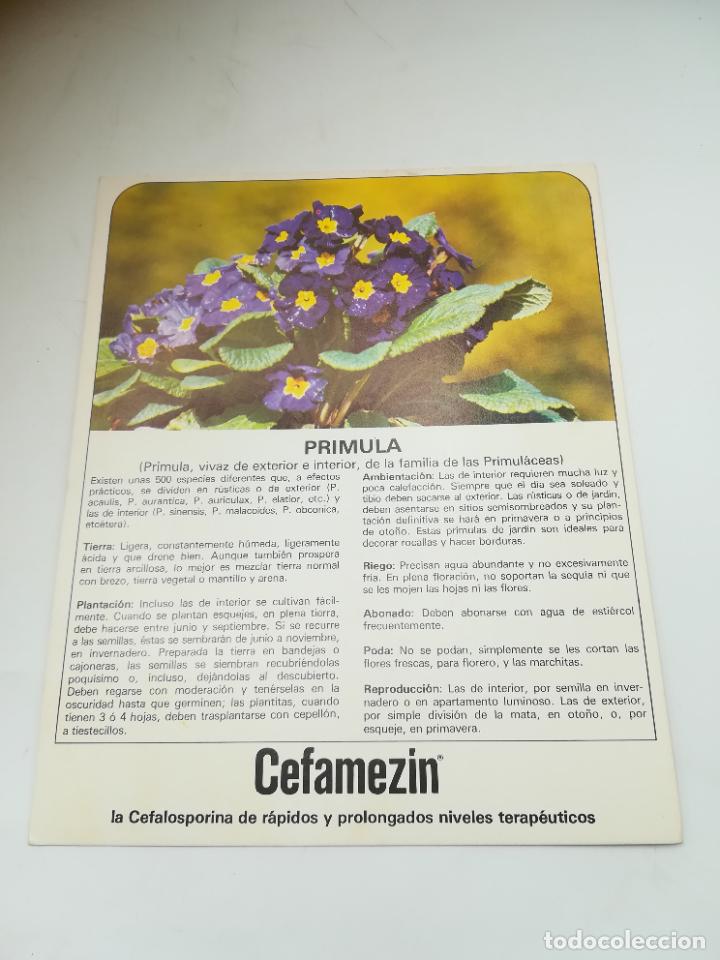 PRIMULA
(Prímula, vivaz de exterior e interior, de la familia de las Primuláceas)
Existen unas 500 especies diferentes que, a efectos
prácticos, se dividen en rústicas o de exterior (P.
acaulis, P. aurantica, P. auriculax, P. elatior, etc.) y
las de interior (P. sinensis, P. malacoides, P. obconica,
etcétera).
Tierra: Ligera, constantemente húmeda, ligeramente
ácida y que drene bien. Aunque también prospera
en tierra arcillosa, lo mejor es mezclar tierra normal
con brezo, tierra vegetal o mantillo y arena.
Plantación: Incluso las de interior se cultivan fácil-
mente. Cuando se plantan esquejes, en plena tierra,
debe hacerse entre junio y septiembre. Si se recurre
a las semillas, éstas se sembrarán de junio a noviembre,
en invernadero. Preparada la tierra en bandejas o
cajoneras, las semillas se siembran recubriéndolas
poquísimo o, incluso, dejándolas al descubierto.
Deben regarse con moderación y tenérselas en la
oscuridad hasta que germinen; las plantitas, cuando
tienen 3 ó 4 hojas, deben trasplantarse con cepellón,
a tiestecillos.
Ambientación: Las de interior requieren mucha luz y
poca calefacción. Siempre que el día sea soleado y
tibio deben sacarse al exterior. Las rústicas o de jardín,
deben asentarse en sitios semisombreados y su plan-
tación definitiva se hará en primavera o a principios
de otoño. Estas prímulas de jardín son ideales para
decorar rocallas y hacer borduras.
Riego: Precisan agua abundante y no excesivamente
fría. En plena floración, no soportan la sequía ni que
se les mojen las hojas ni las flores.
Abonado: Deben abonarse con agua de estiércol
frecuentemente.
Poda: No se podan, simplemente se les cortan las
flores frescas, para florero, y las marchitas.
Reproducción: Las de interior, por semilla en inver-
nadero o en apartamento luminoso. Las de exterior,
por simple división de la mata, en otoño, o, por
esqueje, en primavera.
Cefamezin®
la Cefalosporina de rápidos y prolongados niveles terapéuticos
todocoleccion.net